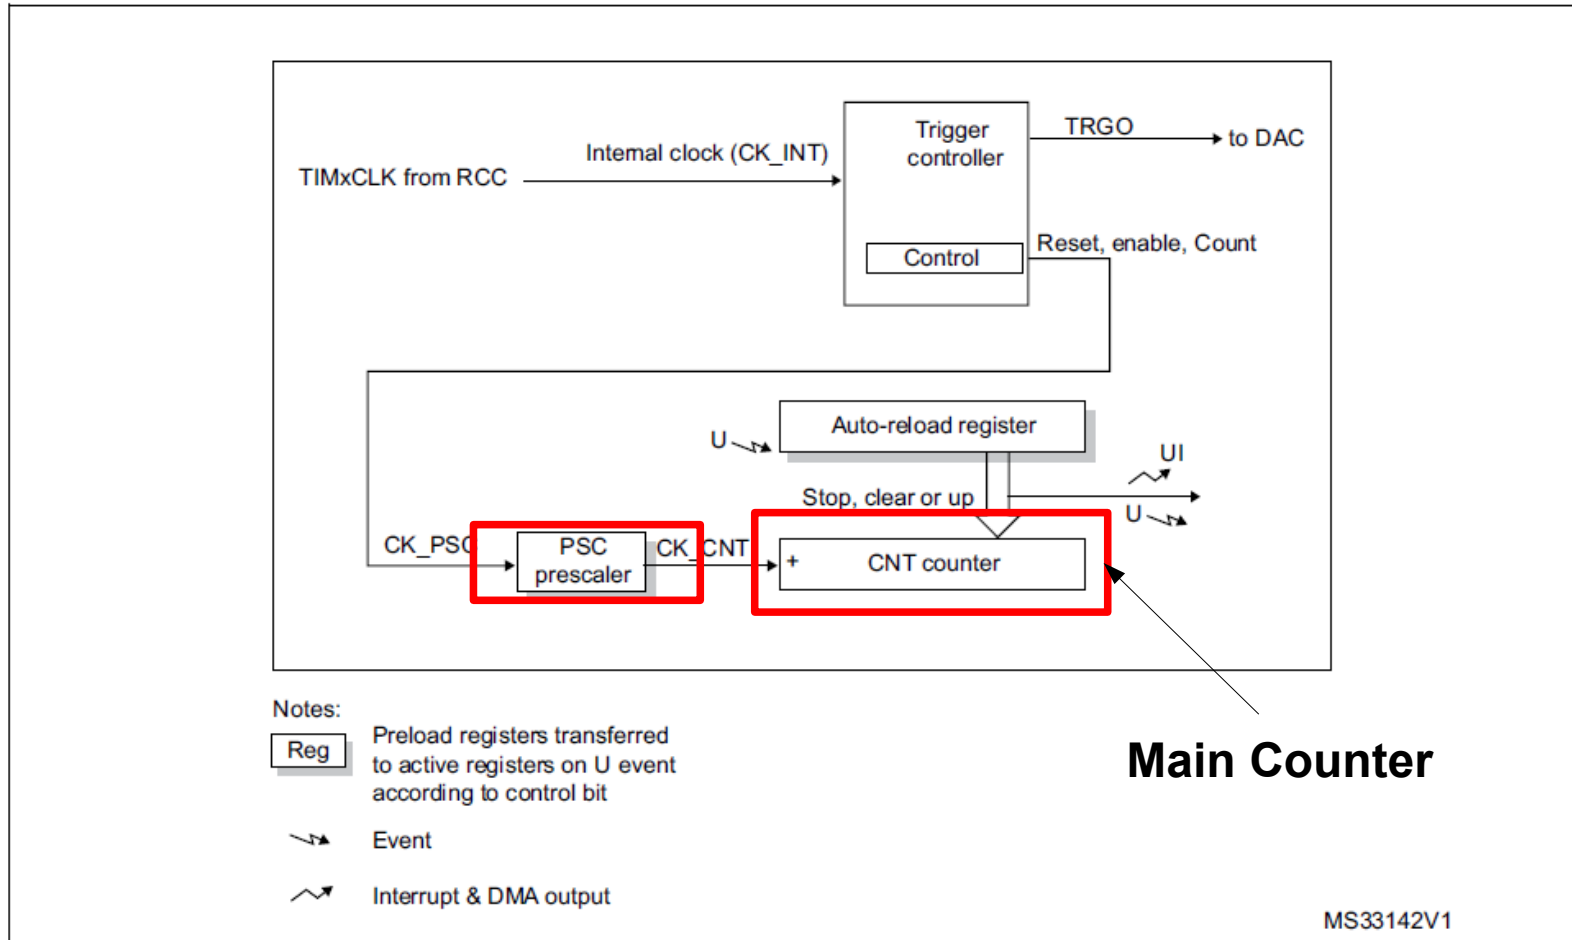 Trigger
controller
TRGO
to DAC
Internal clock (CK_INT)
TIMxCLK from RCC
Control
Reset, enable, Count
Auto-reload register
U
UI
Stop, clear or up
U
CK_PSC
PSC
prescaler
CK_CNT
+
CNT counter
Main Counter
Notes:
Reg
Preload registers transferred
to active registers on U event
according to control bit
Event
Interrupt & DMA output
MS33142V1